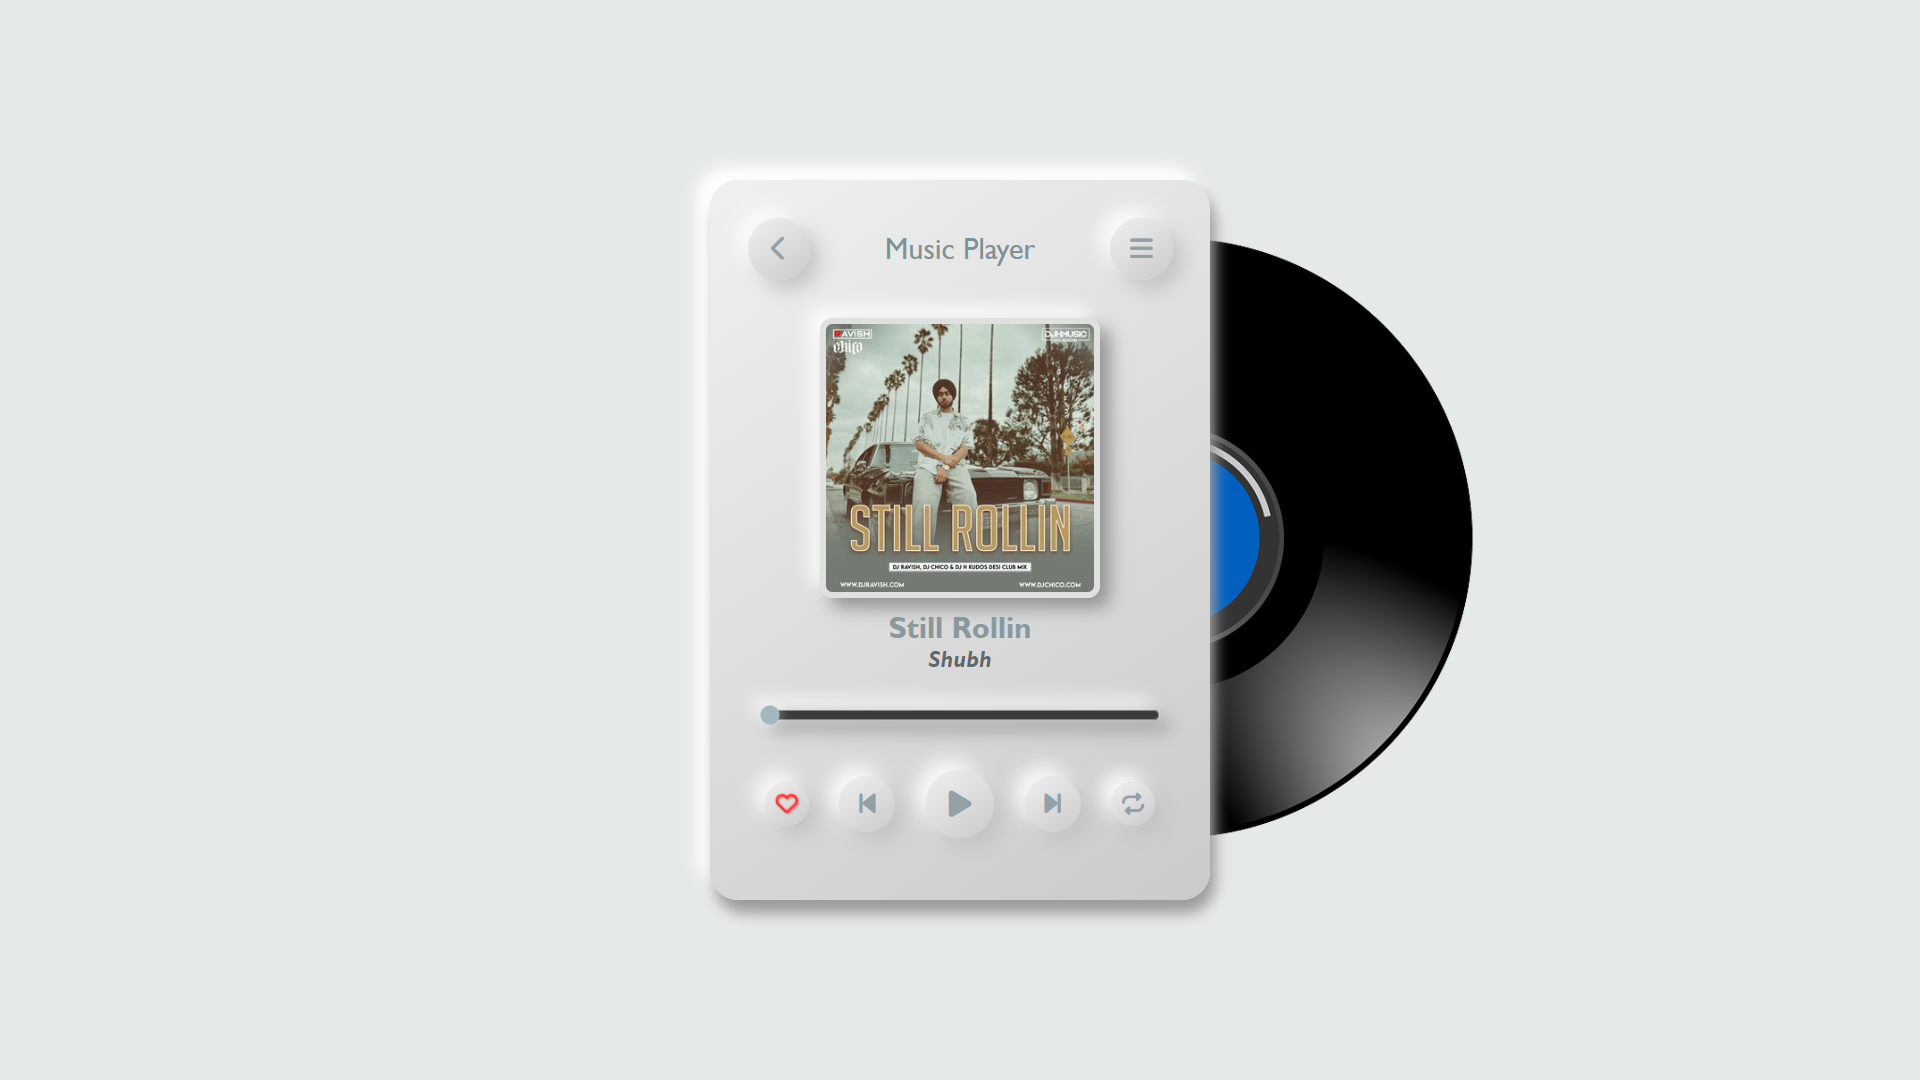 Music Player
RAVISH
DJHMUSIC
chico
STILL ROLLIN
DJ RAVISH, DJ CHICO & DJ H KUDOS DESI CLUB MIX
WWW.DJRAVISH.COM
WWW.DJCHICO.COM
Still Rollin
Shubh